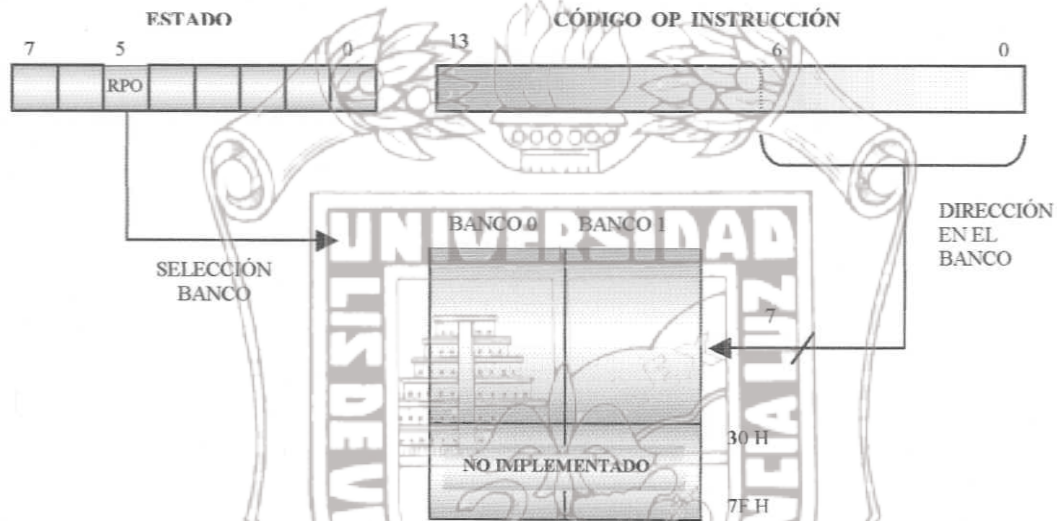 ESTADO
CÓDIGO OP INSTRUCCIÓN
7 5 0
13 6 0
RPO
DIRECCIÓN
EN EL
BANCO
BANCO 0 BANCO 1
UNIVERSIDAD
SELECCIÓN
BANCO
7
30 H
NO IMPLEMENTADO
7F H